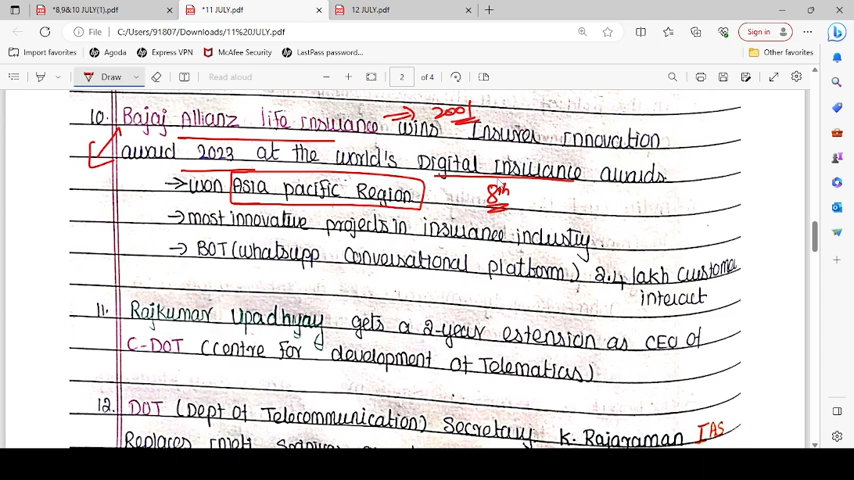 *8,9&10 JULY(1).pdf
*11 JULY.pdf
12 JULY.pdf
File
C:/Users/91807/Downloads/11%20JULY.pdf
Sign in
Import favorites
Agoda
Express VPN
McAfee Security
LastPass password...
Other favorites
Draw
Read aloud
2
of 4
2001
10. Bajaj Allianz life insurance → wins Insurer innovation
award 2023 at the world's Digital Insurance awards.
→ won Asia pacific Region
8th
→ most innovative projects in insurance industry
→ BOT (whatsapp conversational platform) 2.4 lakh customer
interact
11. Rajkumar Upadhyay gets a 2-year extension as CEO of
C-DOT (Centre for development of Telematics)
12. DOT (Dept of Telecommunication) Secretary K. Rajaraman IAS
Replaces